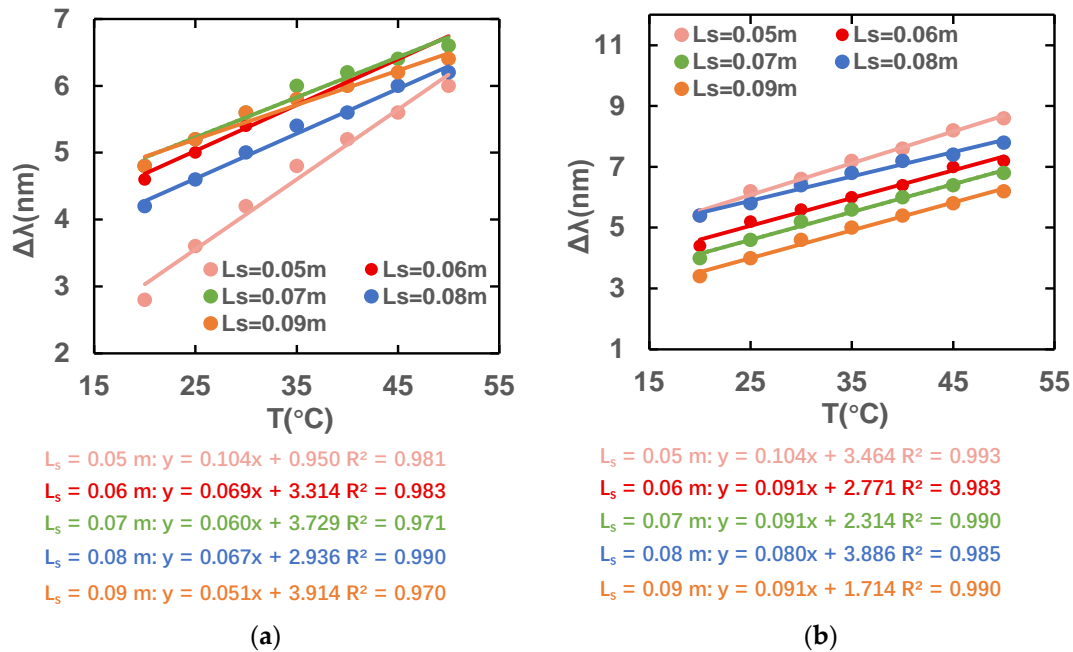 7
6
5
4
3
2
Δλ(nm)
Ls=0.05m Ls=0.06m
Ls=0.07m Ls=0.08m
Ls=0.09m
15 25 35 45 55
T(°C)
Lₛ = 0.05 m: y = 0.104x + 0.950 R² = 0.981
Lₛ = 0.06 m: y = 0.069x + 3.314 R² = 0.983
Lₛ = 0.07 m: y = 0.060x + 3.729 R² = 0.971
Lₛ = 0.08 m: y = 0.067x + 2.936 R² = 0.990
Lₛ = 0.09 m: y = 0.051x + 3.914 R² = 0.970
(a)
Ls=0.05m Ls=0.06m
Ls=0.07m Ls=0.08m
Ls=0.09m
11
9
7
5
3
1
Δλ(nm)
15 25 35 45 55
T(°C)
Lₛ = 0.05 m: y = 0.104x + 3.464 R² = 0.993
Lₛ = 0.06 m: y = 0.091x + 2.771 R² = 0.983
Lₛ = 0.07 m: y = 0.091x + 2.314 R² = 0.990
Lₛ = 0.08 m: y = 0.080x + 3.886 R² = 0.985
Lₛ = 0.09 m: y = 0.091x + 1.714 R² = 0.990
(b)